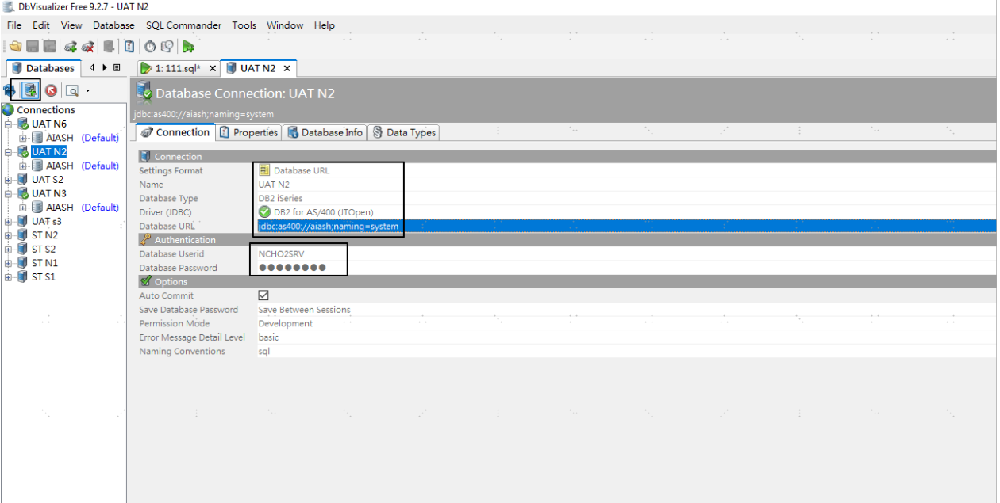 DbVisualizer Free 9.2.7 - UAT N2
File Edit View Database SQL Commander Tools Window Help
Databases
1: 111.sql* UAT N2
Database Connection: UAT N2
jdbc:as400://aiash;naming=system
Connections
UAT N6
AIASH (Default)
UAT N2
AIASH (Default)
UAT S2
UAT N3
AIASH (Default)
UAT s3
ST N2
ST S2
ST N1
ST S1
Connection Properties Database Info Data Types
Connection
Settings Format Database URL
Name UAT N2
Database Type DB2 iSeries
Driver (JDBC) DB2 for AS/400 (JTOpen)
Database URL jdbc:as400://aiash;naming=system
Authentication
Database Userid NCHO2SRV
Database Password ●●●●●●●●
Options
Auto Commit
Save Database Password Save Between Sessions
Permission Mode Development
Error Message Detail Level basic
Naming Conventions sql